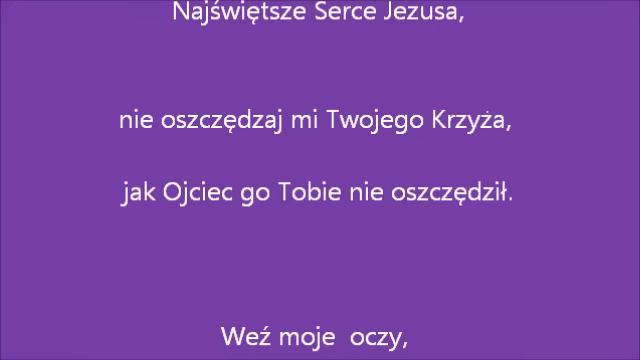 Najświętsze Serce Jezusa,
nie oszczędzaj mi Twojego Krzyża,
jak Ojciec go Tobie nie oszczędził.
Weź moje  oczy,